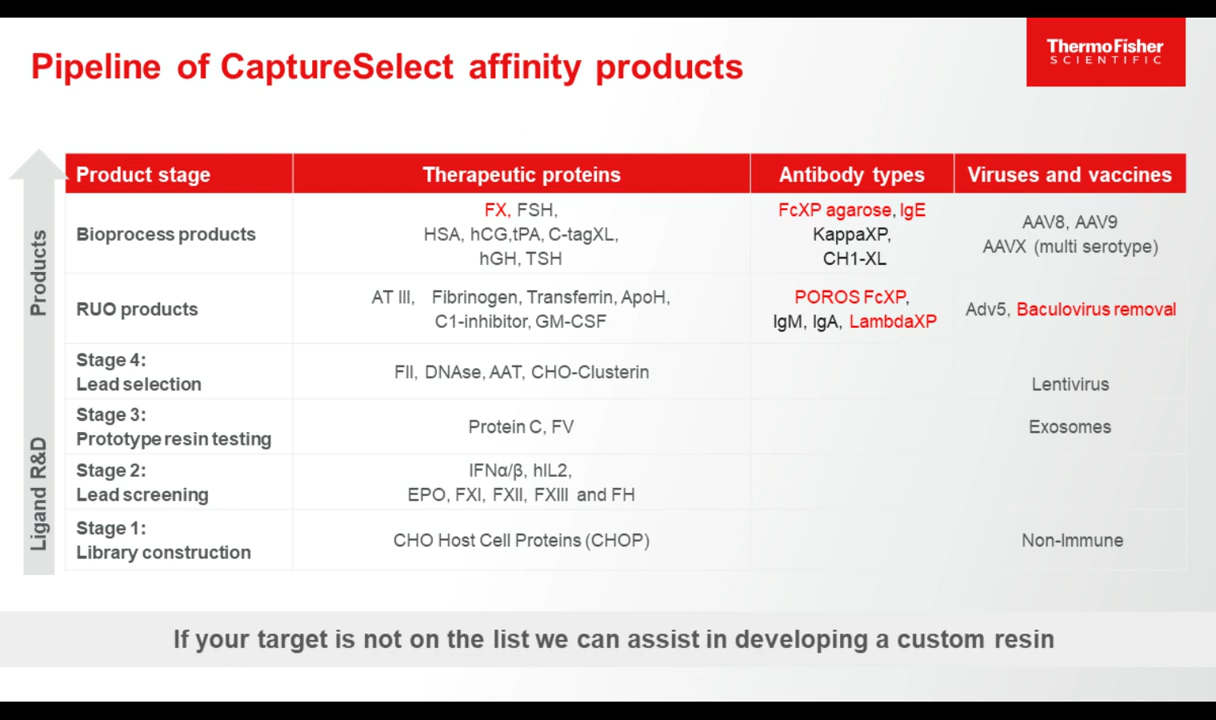 Pipeline of CaptureSelect affinity products
ThermoFisher
SCIENTIFIC
Products
Ligand R&D
Product stage
Therapeutic proteins
Antibody types
Viruses and vaccines
Bioprocess products
FX, FSH,
HSA, hCG,tPA, C-tagXL,
hGH, TSH
FcXP agarose, IgE
KappaXP,
CH1-XL
AAV8, AAV9
AAVX (multi serotype)
RUO products
AT III, Fibrinogen, Transferrin, ApoH,
C1-inhibitor, GM-CSF
POROS FcXP,
IgM, IgA, LambdaXP
Adv5, Baculovirus removal
Stage 4:
Lead selection
FII, DNAse, AAT, CHO-Clusterin
Lentivirus
Stage 3:
Prototype resin testing
Protein C, FV
Exosomes
Stage 2:
Lead screening
IFNα/β, hIL2,
EPO, FXI, FXII, FXIII and FH
Stage 1:
Library construction
CHO Host Cell Proteins (CHOP)
Non-Immune
If your target is not on the list we can assist in developing a custom resin